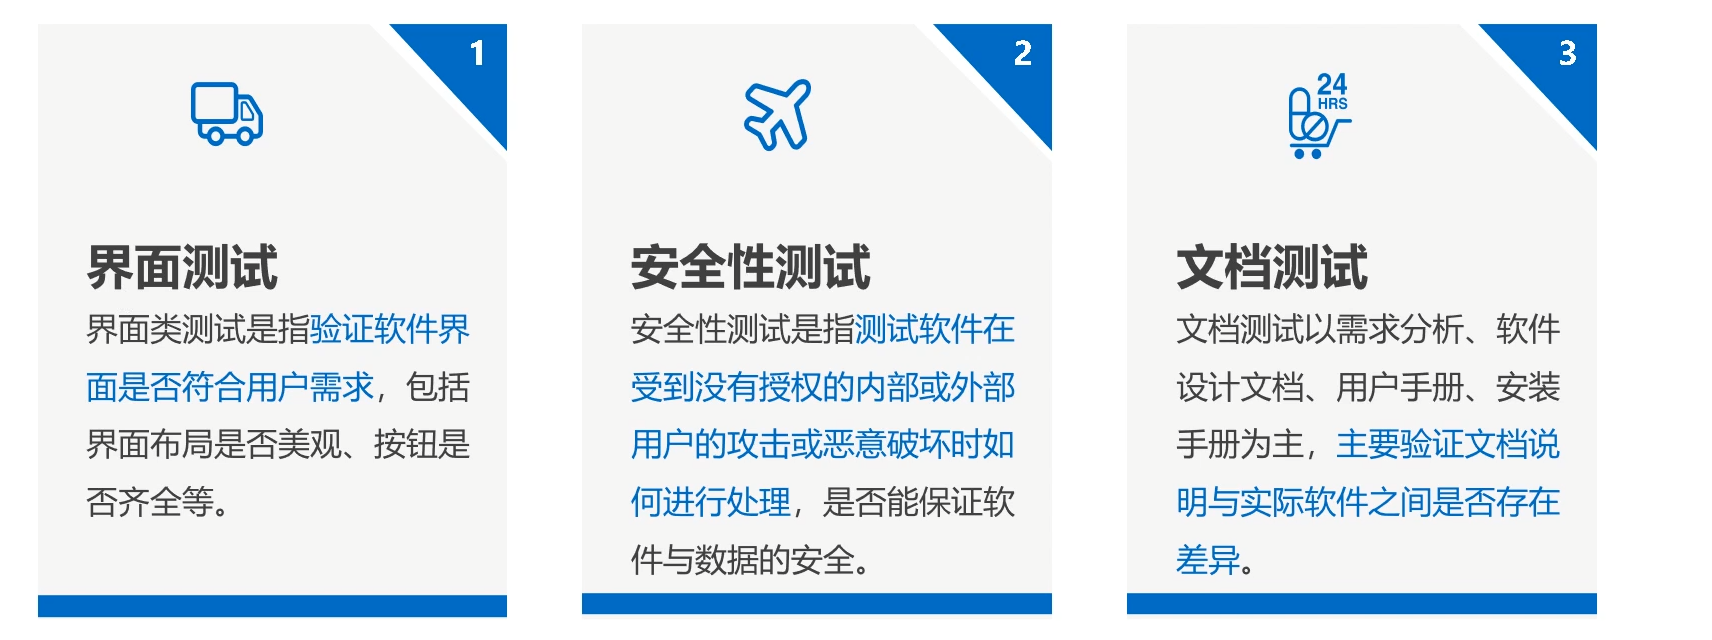 1
界面测试
界面类测试是指验证软件界
面是否符合用户需求，包括
界面布局是否美观、按钮是
否齐全等。
2
安全性测试
安全性测试是指测试软件在
受到没有授权的内部或外部
用户的攻击或恶意破坏时如
何进行处理，是否能保证软
件与数据的安全。
3
24
HRS
文档测试
文档测试以需求分析、软件
设计文档、用户手册、安装
手册为主，主要验证文档说
明与实际软件之间是否存在
差异。